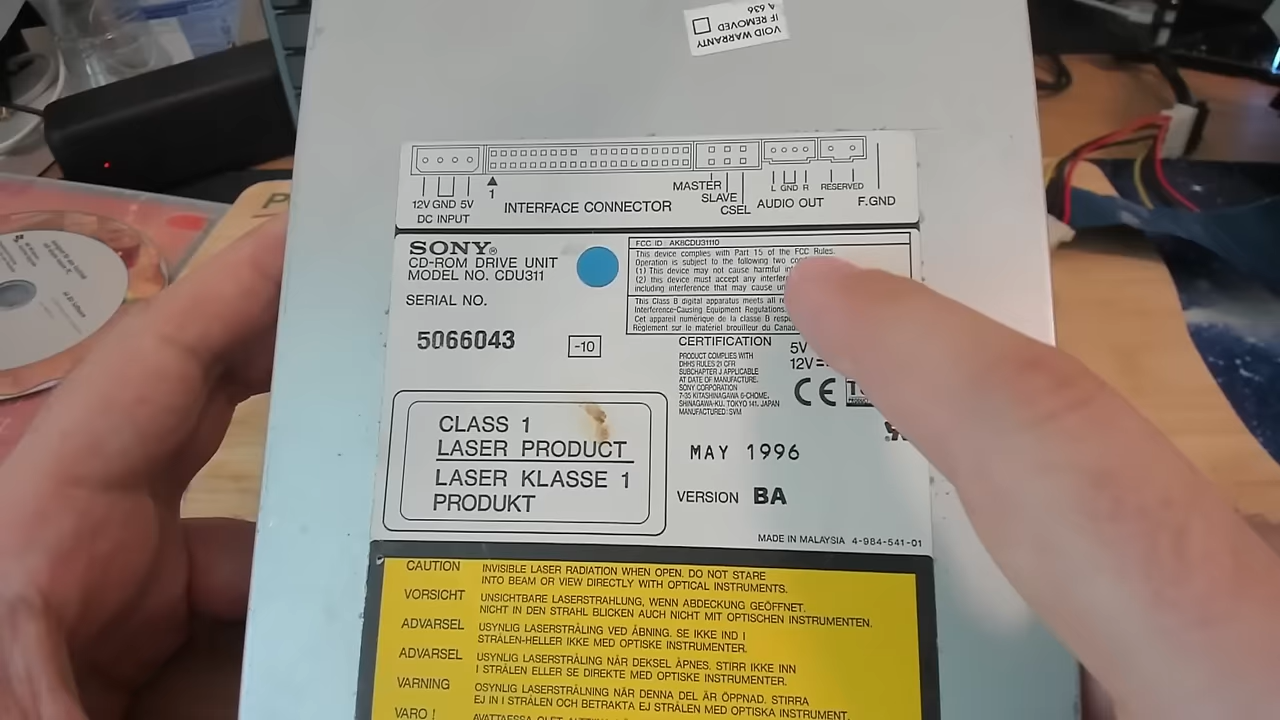 VOID WARRANTY
IF REMOVED
A 636
12V GND 5V
DC INPUT
1
INTERFACE CONNECTOR
MASTER
SLAVE
CSEL
L GND R
AUDIO OUT
RESERVED
F.GND
SONY®
CD-ROM DRIVE UNIT
MODEL NO. CDU311
SERIAL NO.
5066043
-10
FCC ID AK8CDU31110
This device complies with Part 15 of the FCC Rules.
Operation is subject to the following two
(1) This device may not cause harmful
(2) this device must accept any
including interference that may cause
This Class B digital apparatus meets all
Interference-Causing Equipment Regulations.
Cet appareil numérique de la classe B
Règlement sur le matériel brouilleur du
CERTIFICATION
PRODUCT COMPLIES WITH
DHHS RULES 21 CFR
SUBCHAPTER J APPLICABLE
AT DATE OF MANUFACTURE.
SONY CORPORATION
7-35 KITASHINAGAWA 6-CHOME,
SHINAGAWA-KU, TOKYO 141, JAPAN
MANUFACTURED: SVM
5V
12V
CE
CLASS 1
LASER PRODUCT
LASER KLASSE 1
PRODUKT
MAY 1996
VERSION BA
MADE IN MALAYSIA 4-984-541-01
CAUTION INVISIBLE LASER RADIATION WHEN OPEN. DO NOT STARE
INTO BEAM OR VIEW DIRECTLY WITH OPTICAL INSTRUMENTS.
VORSICHT UNSICHTBARE LASERSTRAHLUNG, WENN ABDECKUNG GEÖFFNET.
NICHT IN DEN STRAHL BLICKEN AUCH NICHT MIT OPTISCHEN INSTRUMENTEN.
ADVARSEL USYNLIG LASERSTRÅLING VED ÅBNING. SE IKKE IND I
STRÅLEN-HELLER IKKE MED OPTISKE INSTRUMENTER.
ADVARSEL USYNLIG LASERSTRÅLING NÅR DEKSEL ÅPNES. STIRR IKKE INN
I STRÅLEN ELLER SE DIREKTE MED OPTISKE INSTRUMENTER.
VARNING OSYNLIG LASERSTRÅLNING NÄR DENNA DEL ÄR ÖPPNAD. STIRRA
EJ IN I STRÅLEN OCH BETRAKTA EJ STRÅLEN MED OPTISKA INSTRUMENT.
VARO !